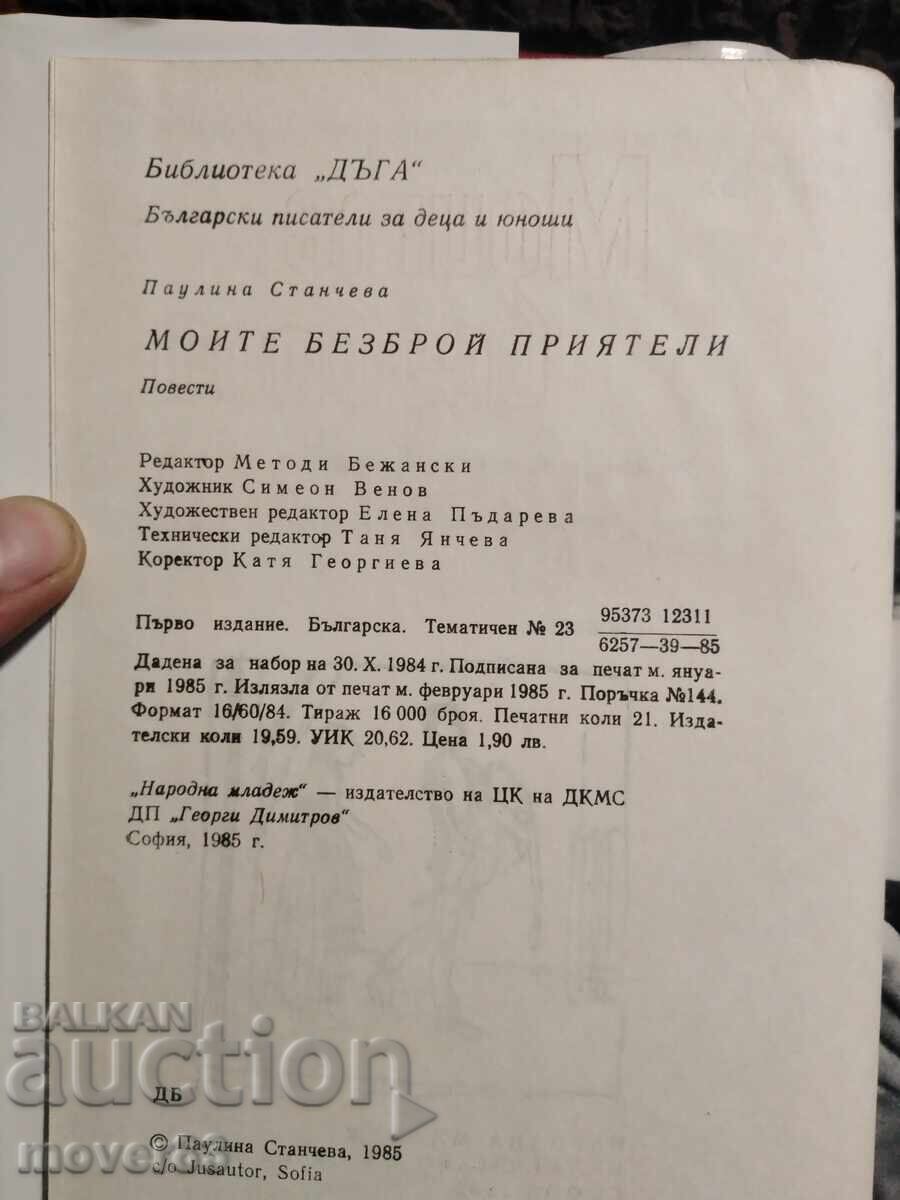 Библиотека „ДЪГА“
Български писатели за деца и юноши
Паулина Станчева
МОИТЕ БЕЗБРОЙ ПРИЯТЕЛИ
Повести
Редактор Методи Бежански
Художник Симеон Венов
Художествен редактор Елена Пъдарева
Технически редактор Таня Янчева
Коректор Катя Георгиева
Първо издание. Българска. Тематичен № 23 95373 12311
6257—39—85
Дадена за набор на 30. X. 1984 г. Подписана за печат м. януа-
ри 1985 г. Излязла от печат м. февруари 1985 г. Поръчка №144.
Формат 16/60/84. Тираж 16 000 броя. Печатни коли 21. Изда-
телски коли 19,59. УИК 20,62. Цена 1,90 лв.
„Народна младеж“ — издателство на ЦК на ДКМС
ДП „Георги Димитров“
София, 1985 г.
BALKAN
auction
ДБ
© Паулина Станчева, 1985
c/o Jusautor, Sofia